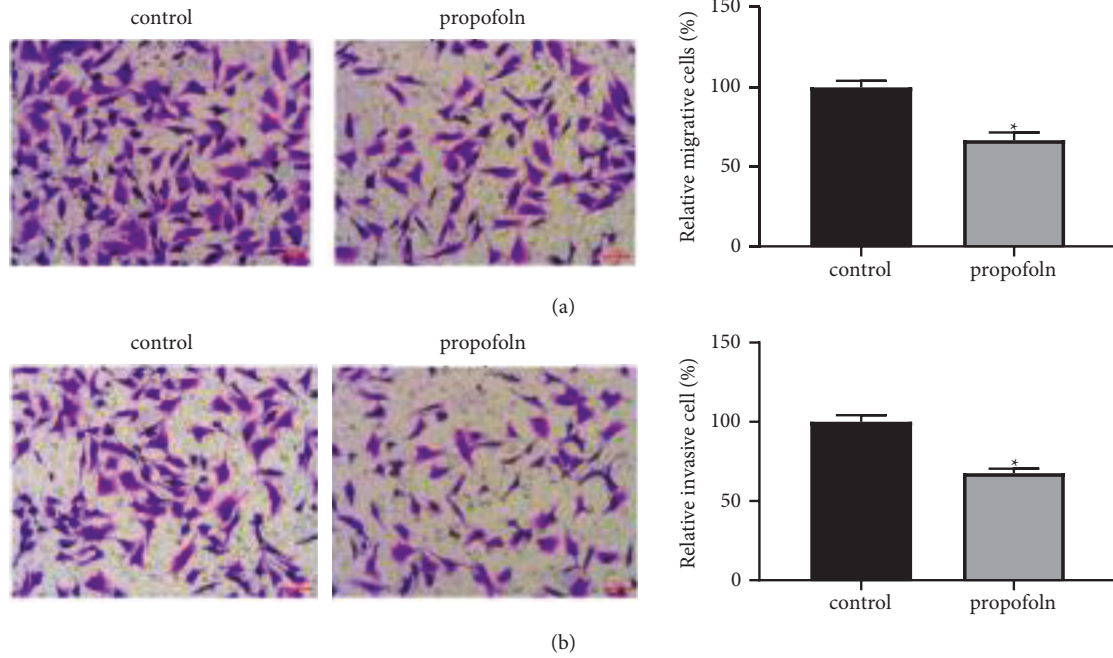 control
propofoln
Relative migrative cells (%)
150
100
50
0
*
control
propofoln
(a)
control
propofoln
Relative invasive cell (%)
150
100
50
0
*
control
propofoln
(b)